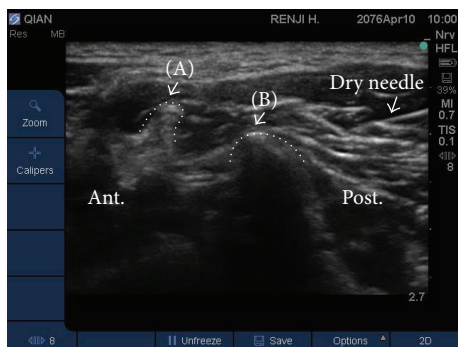 QIAN RENJI H. 2076Apr10 10:00
Res MB
Nrv
HFL
39%
MI
0.7
TIS
0.1
8
Zoom
Calipers
(A)
(B)
Dry needle
Ant.
Post.
2.7
8 Unfreeze Save Options 2D